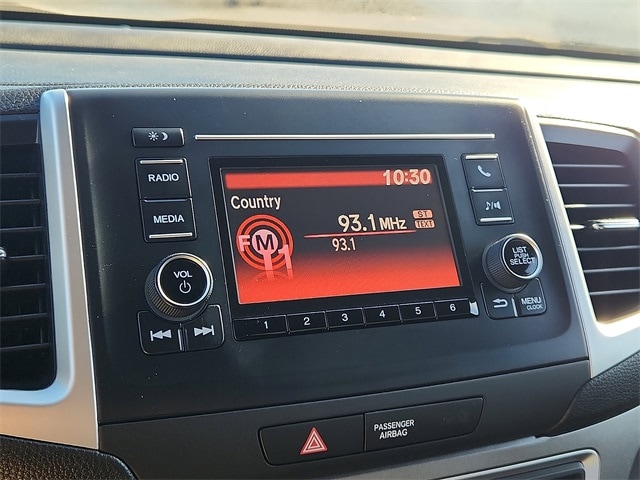 10:30
RADIO
Country
MEDIA
93.1 MHz
ST
TEXT
FM1
93.1
VOL
LIST
PUSH
SELECT
MENU
CLOCK
1 2 3 4 5 6
PASSENGER
AIRBAG